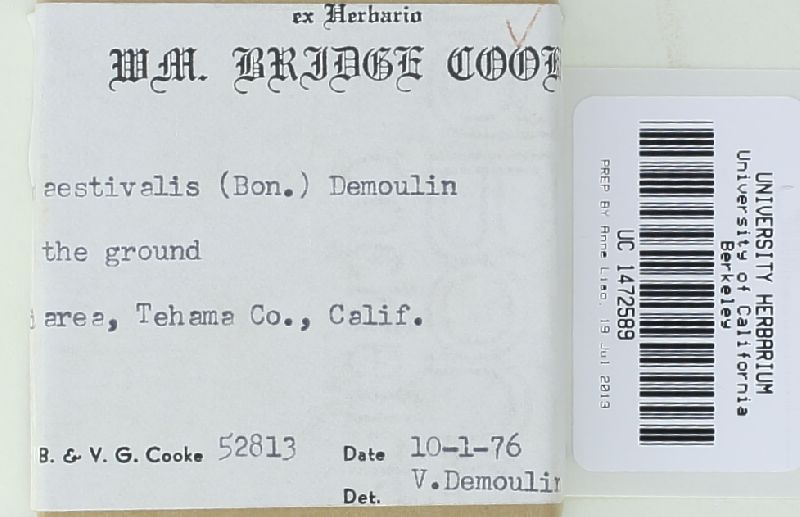 ex Herbario
WM. BRIDGE COOK
aestivalis (Bon.) Demoulin
the ground
area, Tehama Co., Calif.
B. & V. G. Cooke 52813 Date 10-1-76
Det. V.Demoulin
UNIVERSITY HERBARIUM
University of California
Berkeley
UC 1472589
PREP BY Anne Liao, 19 Jul 2013